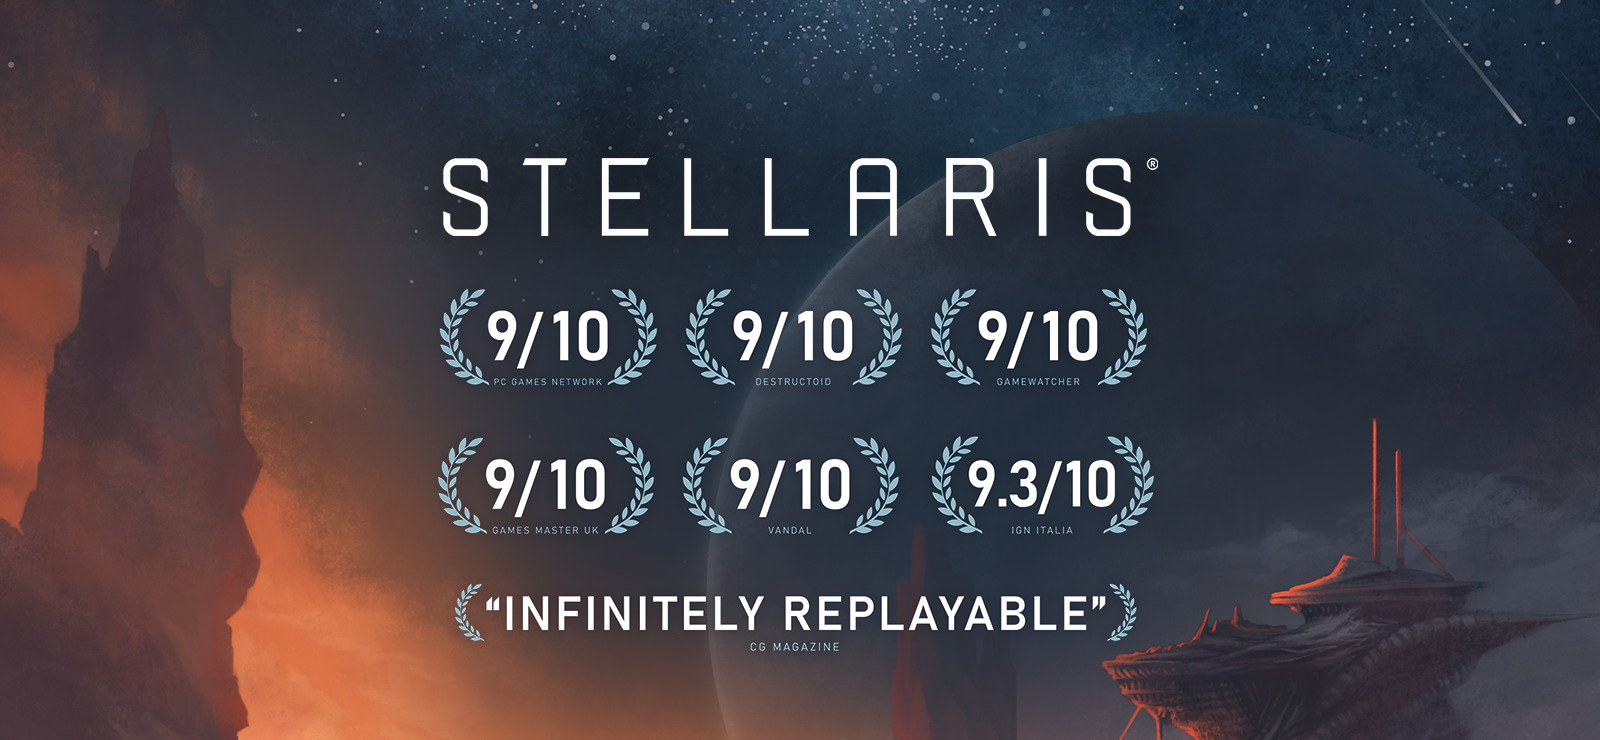 STELLARIS®
9/10 9/10 9/10
PC GAMES NETWORK DESTRUCTOID GAMEWATCHER
9/10 9/10 9.3/10
GAMES MASTER UK VANDAL IGN ITALIA
“INFINITELY REPLAYABLE”
CG MAGAZINE